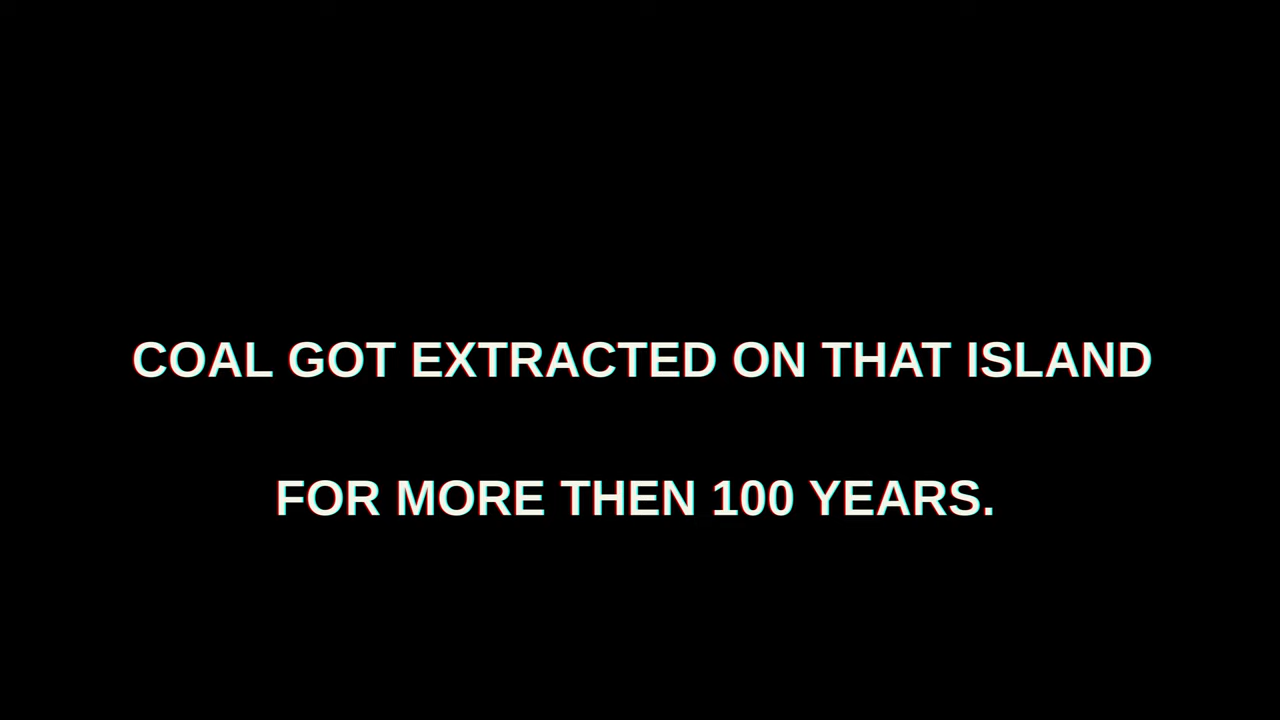 COAL GOT EXTRACTED ON THAT ISLAND
FOR MORE THEN 100 YEARS.